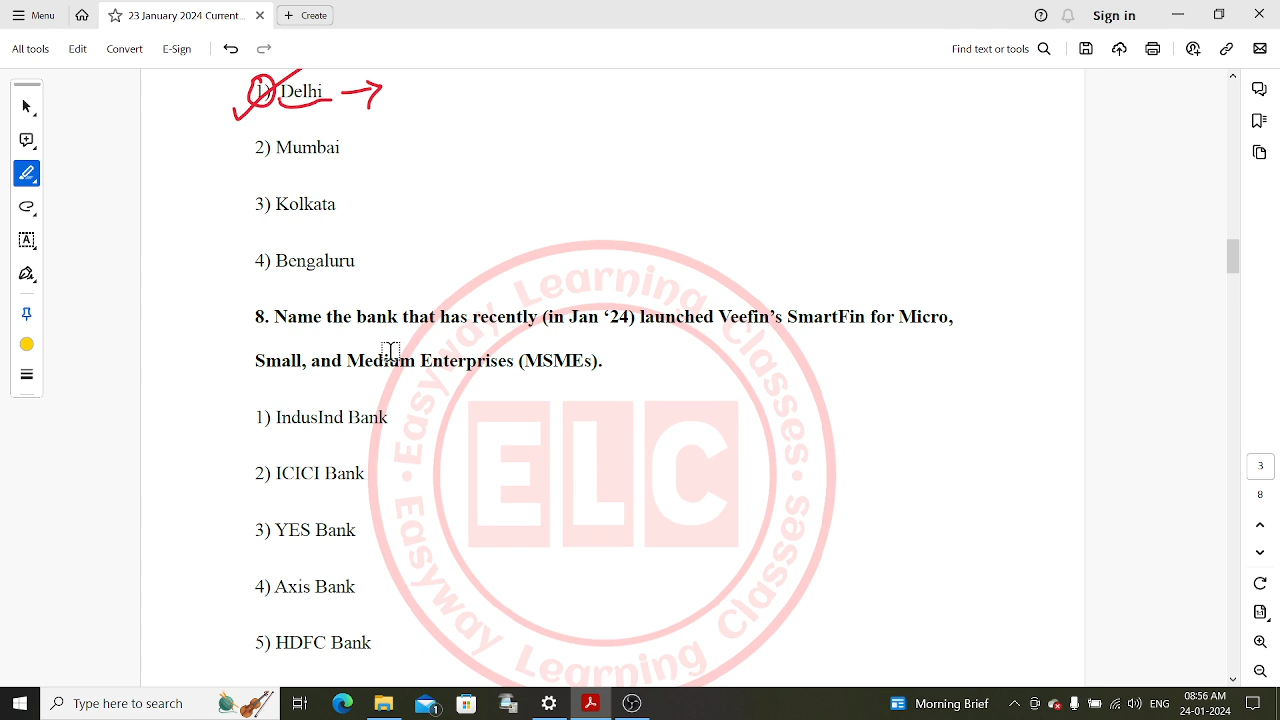 Menu
23 January 2024 Current...
Create
Sign in
All tools
Edit
Convert
E-Sign
Find text or tools
1) Delhi
2) Mumbai
3) Kolkata
4) Bengaluru
8. Name the bank that has recently (in Jan ‘24) launched Veefin’s SmartFin for Micro,
Small, and Medium Enterprises (MSMEs).
1) IndusInd Bank
2) ICICI Bank
3) YES Bank
4) Axis Bank
5) HDFC Bank
Easyway Learning Classes
ELC
Easyway Learning Classes
3
8
Type here to search
1
Morning Brief
ENG
08:56 AM
24-01-2024